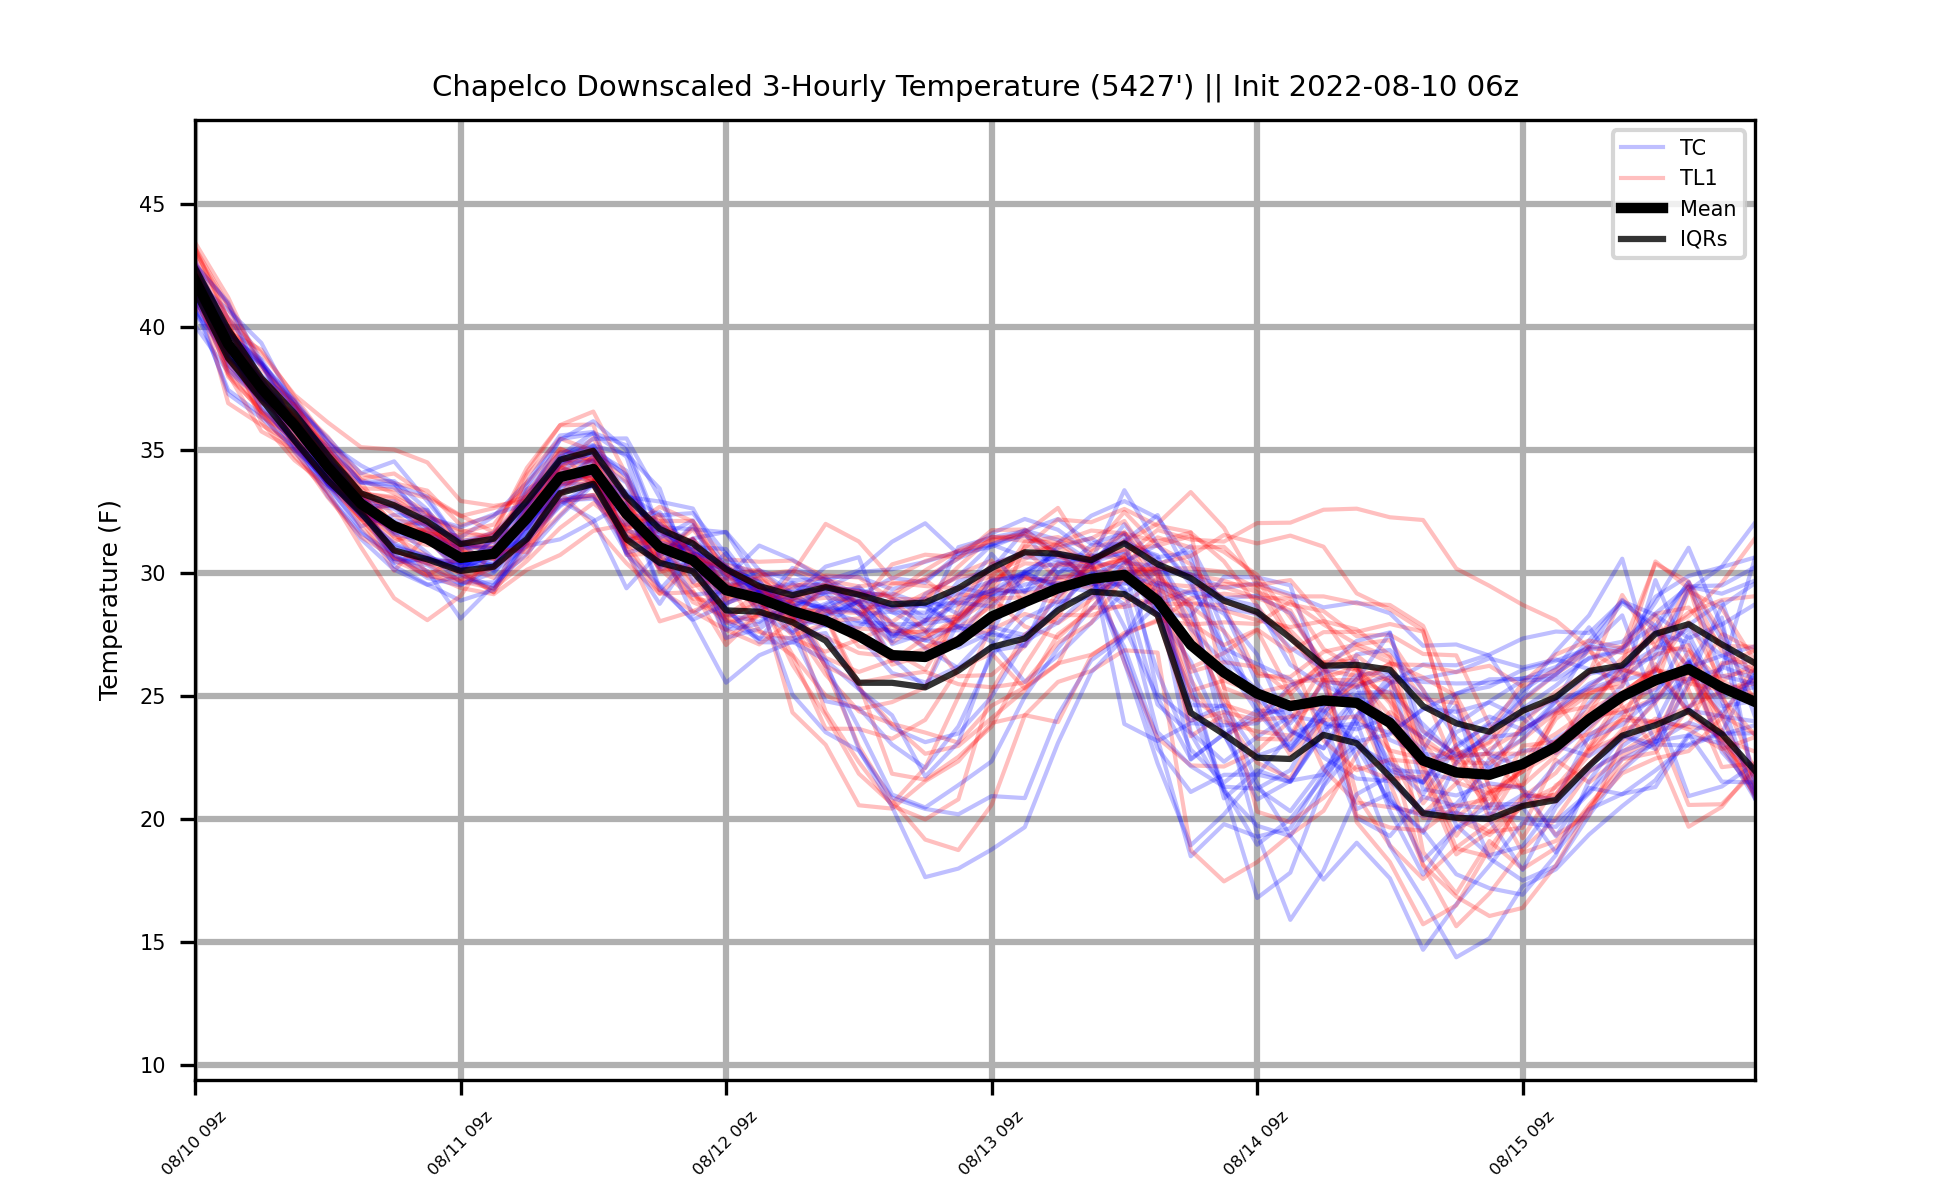 Chapelco Downscaled 3-Hourly Temperature (5427') || Init 2022-08-10 06z
TC
TL1
Mean
IQRs
Temperature (F)
45
40
35
30
25
20
15
10
08/10 09z
08/11 09z
08/12 09z
08/13 09z
08/14 09z
08/15 09z